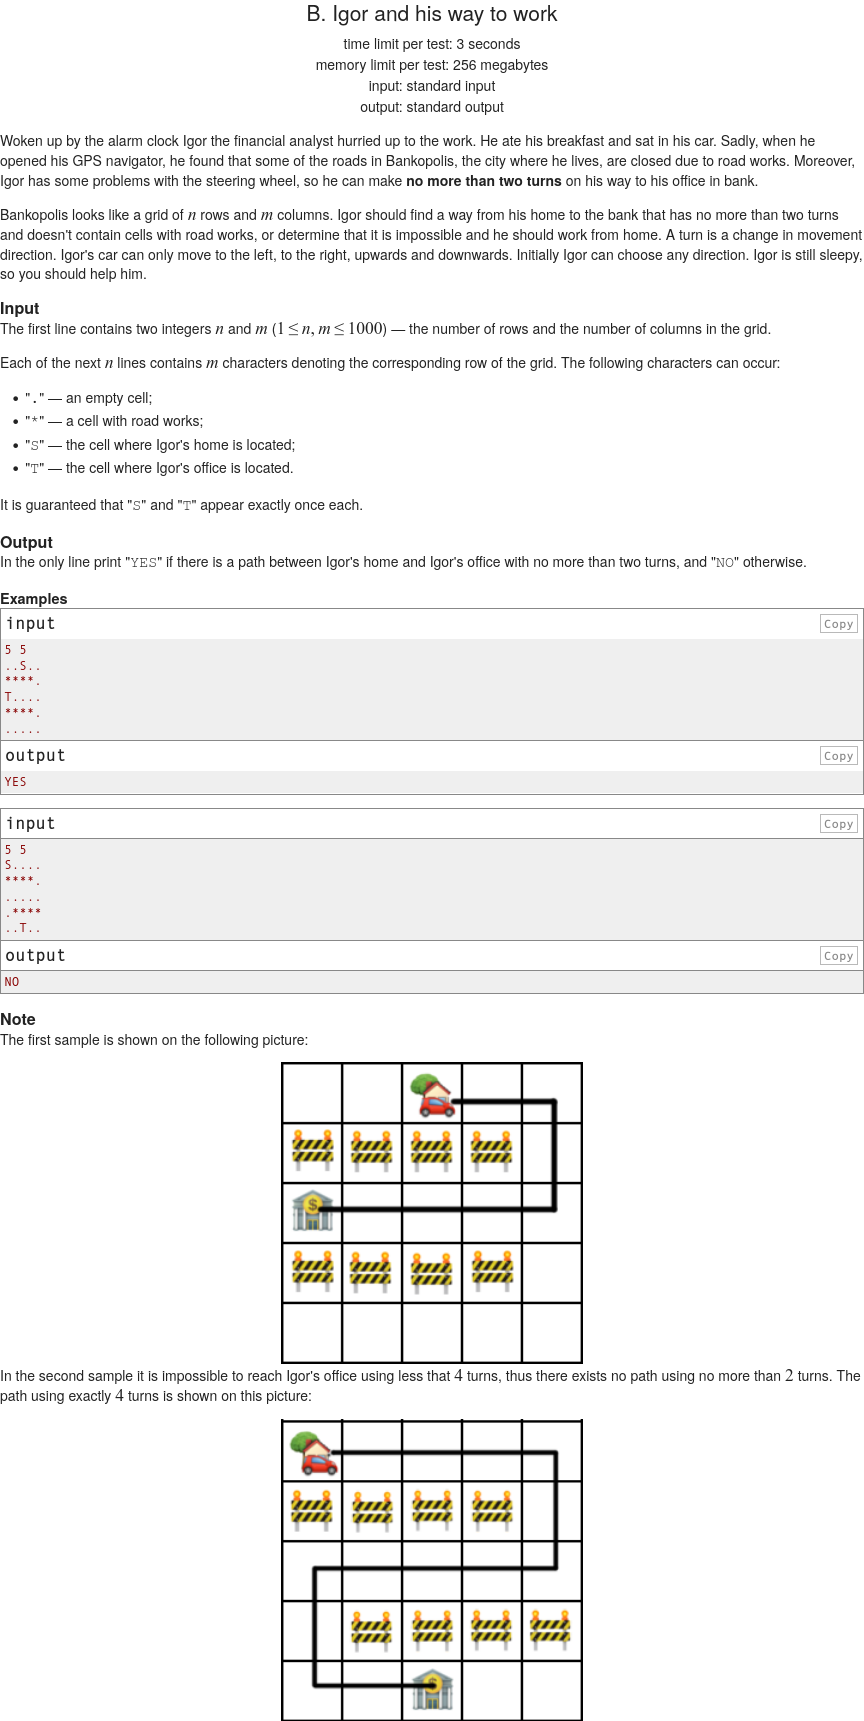 B. Igor and his way to work
time limit per test: 3 seconds
memory limit per test: 256 megabytes
input: standard input
output: standard output
Woken up by the alarm clock Igor the financial analyst hurried up to the work. He ate his breakfast and sat in his car. Sadly, when he
opened his GPS navigator, he found that some of the roads in Bankopolis, the city where he lives, are closed due to road works. Moreover,
Igor has some problems with the steering wheel, so he can make no more than two turns on his way to his office in bank.
Bankopolis looks like a grid of n rows and m columns. Igor should find a way from his home to the bank that has no more than two turns
and doesn't contain cells with road works, or determine that it is impossible and he should work from home. A turn is a change in movement
direction. Igor's car can only move to the left, to the right, upwards and downwards. Initially Igor can choose any direction. Igor is still sleepy,
so you should help him.
Input
The first line contains two integers n and m (1 ≤ n, m ≤ 1000) — the number of rows and the number of columns in the grid.
Each of the next n lines contains m characters denoting the corresponding row of the grid. The following characters can occur:
• "." — an empty cell;
• "*" — a cell with road works;
• "S" — the cell where Igor's home is located;
• "T" — the cell where Igor's office is located.
It is guaranteed that "S" and "T" appear exactly once each.
Output
In the only line print "YES" if there is a path between Igor's home and Igor's office with no more than two turns, and "NO" otherwise.
Examples
input Copy
5 5
..S..
****.
T....
****.
.....
output Copy
YES
input Copy
5 5
S....
****.
.....
.****
..T..
output Copy
NO
Note
The first sample is shown on the following picture:
$
In the second sample it is impossible to reach Igor's office using less that 4 turns, thus there exists no path using no more than 2 turns. The
path using exactly 4 turns is shown on this picture:
$